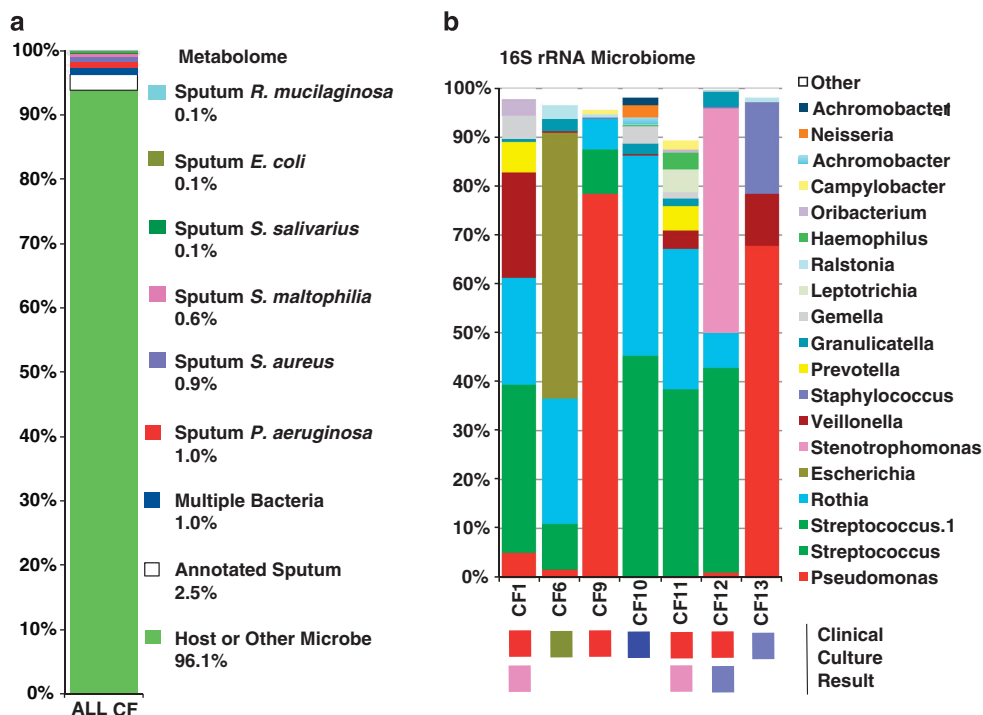 a
Metabolome
100%
90%
80%
70%
60%
50%
40%
30%
20%
10%
0%
ALL CF
Sputum R. mucilaginosa
0.1%
Sputum E. coli
0.1%
Sputum S. salivarius
0.1%
Sputum S. maltophilia
0.6%
Sputum S. aureus
0.9%
Sputum P. aeruginosa
1.0%
Multiple Bacteria
1.0%
Annotated Sputum
2.5%
Host or Other Microbe
96.1%
b
16S rRNA Microbiome
100%
90%
80%
70%
60%
50%
40%
30%
20%
10%
0%
CF1
CF6
CF9
CF10
CF11
CF12
CF13
Other
Achromobacter1
Neisseria
Achromobacter
Campylobacter
Oribacterium
Haemophilus
Ralstonia
Leptotrichia
Gemella
Granulicatella
Prevotella
Staphylococcus
Veillonella
Stenotrophomonas
Escherichia
Rothia
Streptococcus.1
Streptococcus
Pseudomonas
Clinical
Culture
Result